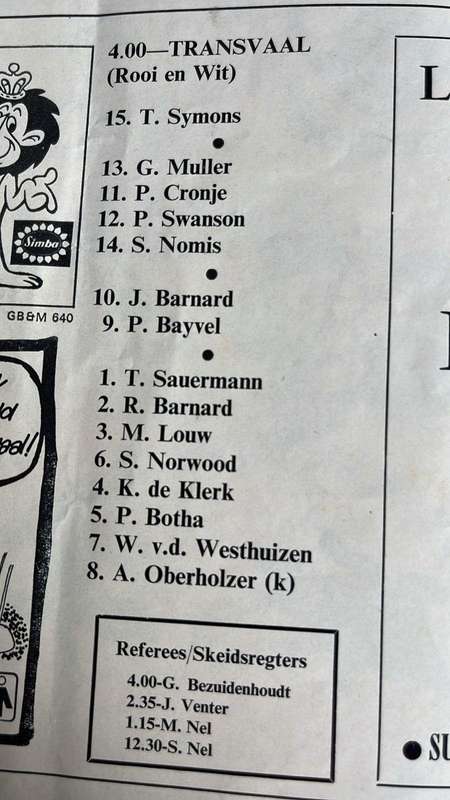 4.00—TRANSVAAL
(Rooi en Wit)
15. T. Symons
•
13. G. Muller
11. P. Cronje
12. P. Swanson
14. S. Nomis
•
10. J. Barnard
9. P. Bayvel
•
1. T. Sauermann
2. R. Barnard
3. M. Louw
6. S. Norwood
4. K. de Klerk
5. P. Botha
7. W. v.d. Westhuizen
8. A. Oberholzer (k)
Referees/Skeidsregters
4.00-G. Bezuidenhoudt
2.35-J. Venter
1.15-M. Nel
12.30-S. Nel
Simba
GB&M 640